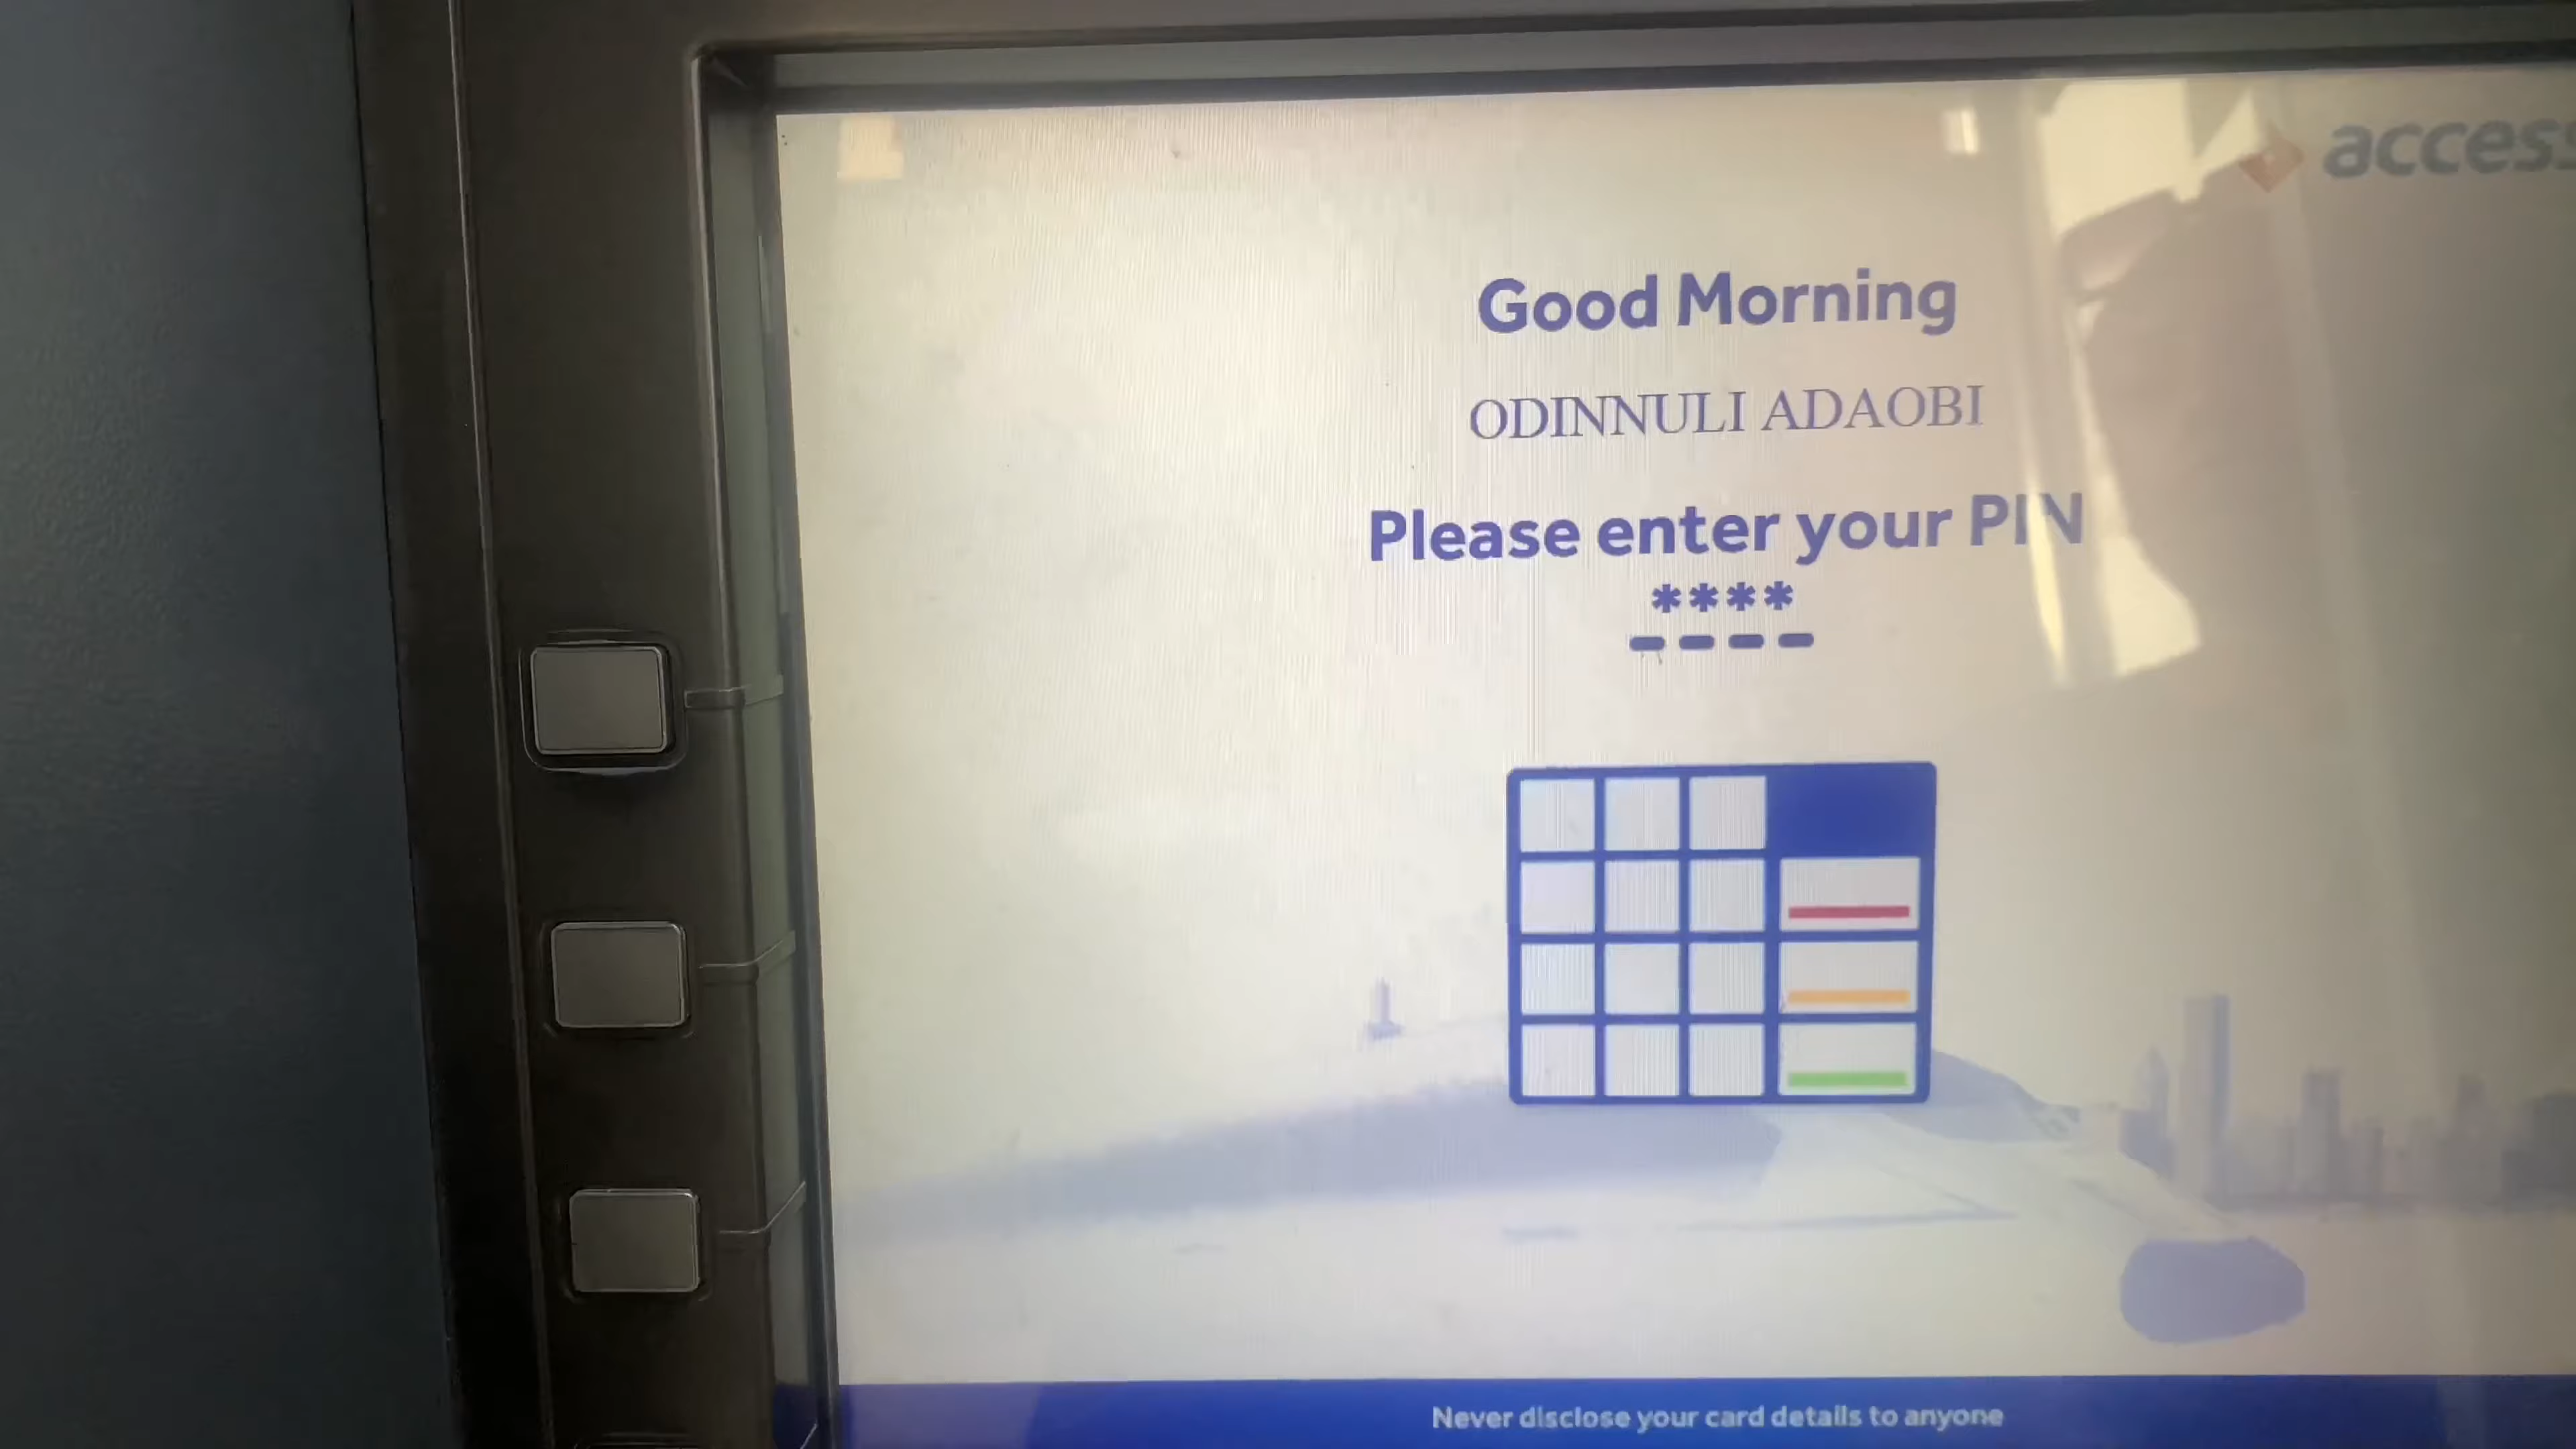 access
Good Morning
ODINNULI ADAOBI
Please enter your PIN
****
Never disclose your card details to anyone